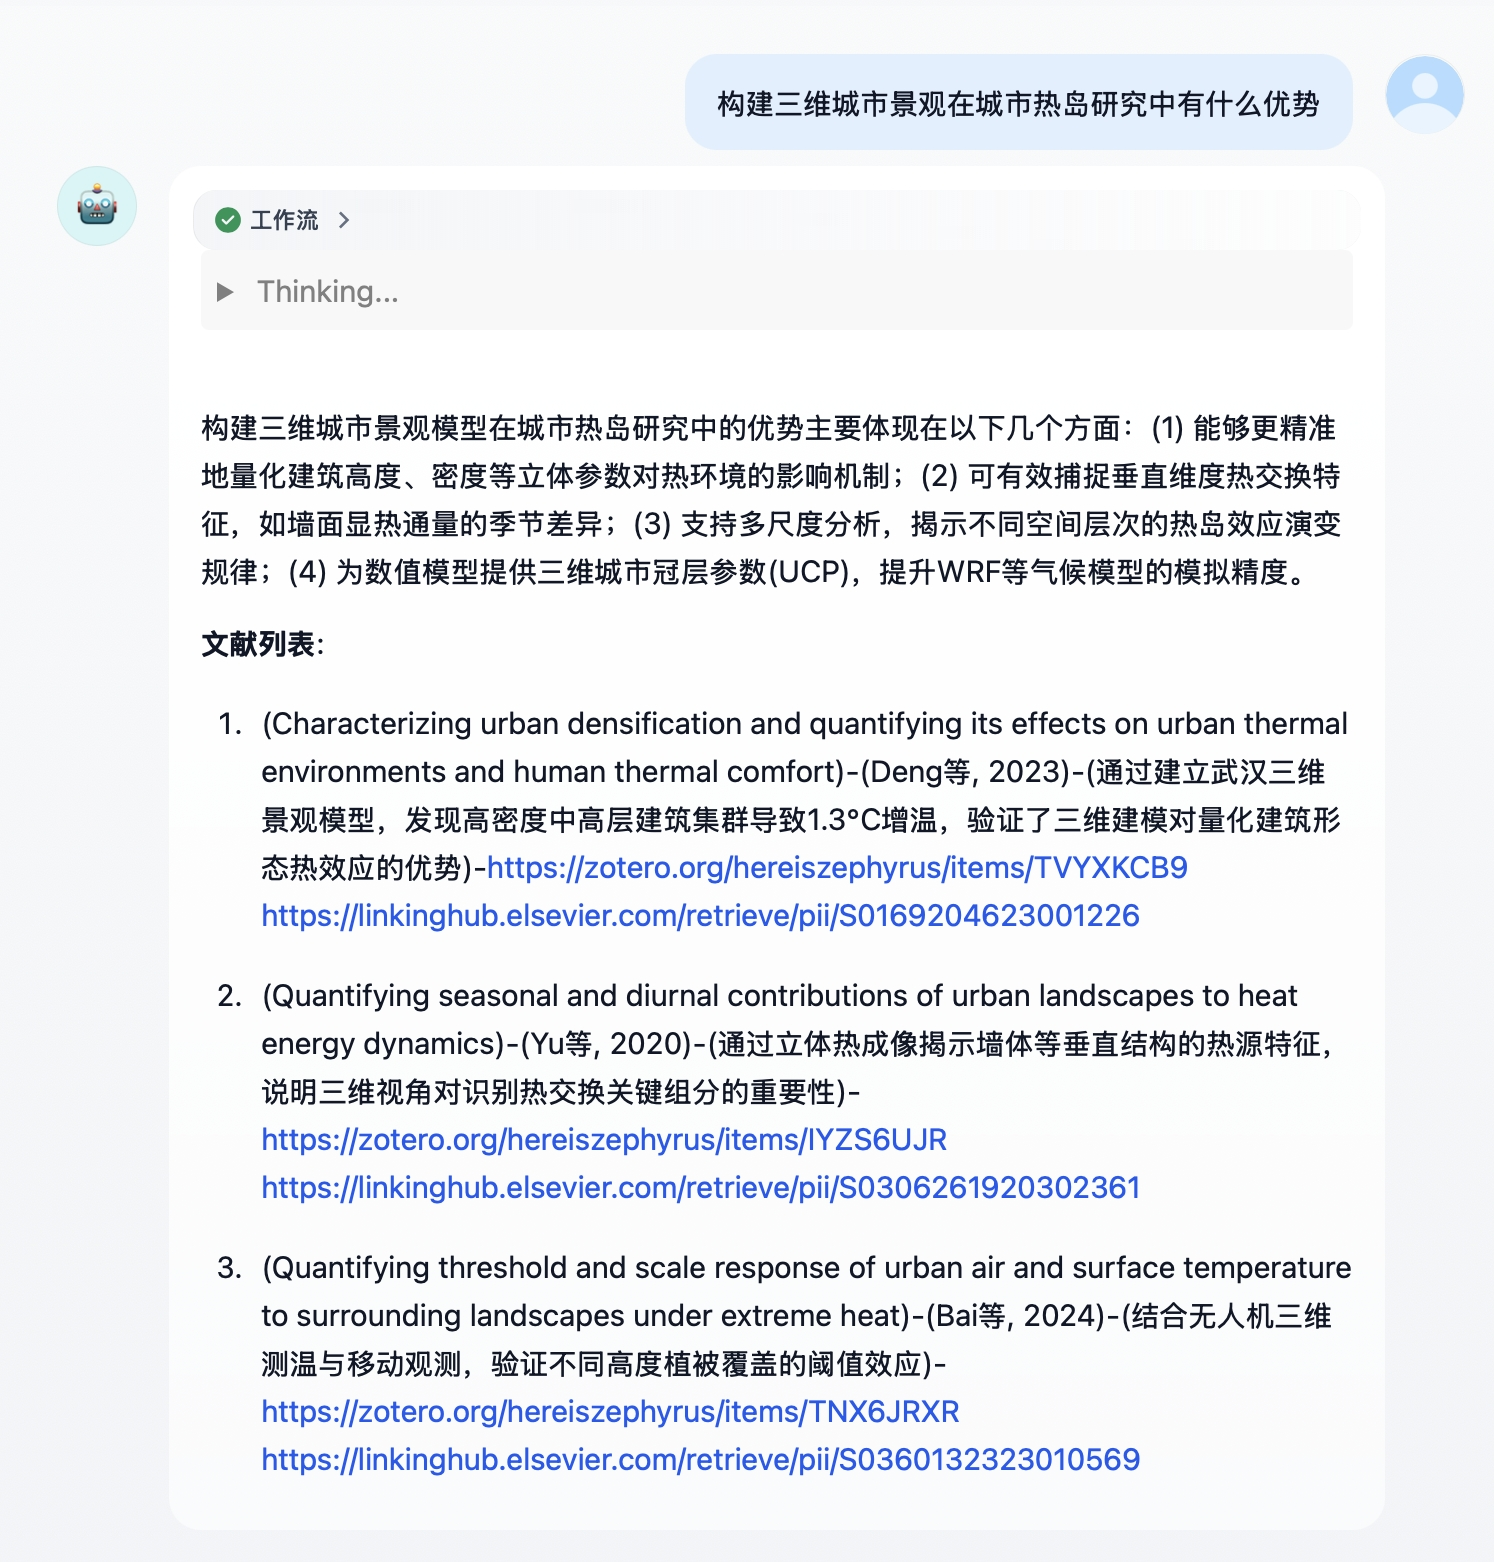 构建三维城市景观在城市热岛研究中有什么优势
工作流
Thinking...
构建三维城市景观模型在城市热岛研究中的优势主要体现在以下几个方面：(1) 能够更精准
地量化建筑高度、密度等立体参数对热环境的影响机制；(2) 可有效捕捉垂直维度热交换特
征，如墙面显热通量的季节差异；(3) 支持多尺度分析，揭示不同空间层次的热岛效应演变
规律；(4) 为数值模型提供三维城市冠层参数(UCP)，提升WRF等气候模型的模拟精度。
文献列表:
1. (Characterizing urban densification and quantifying its effects on urban thermal
environments and human thermal comfort)-(Deng等, 2023)-(通过建立武汉三维
景观模型，发现高密度中高层建筑集群导致1.3°C增温，验证了三维建模对量化建筑形
态热效应的优势)-https://zotero.org/hereiszephyrus/items/TVYXKCB9
https://linkinghub.elsevier.com/retrieve/pii/S0169204623001226
2. (Quantifying seasonal and diurnal contributions of urban landscapes to heat
energy dynamics)-(Yu等, 2020)-(通过立体热成像揭示墙体等垂直结构的热源特征，
说明三维视角对识别热交换关键组分的重要性)-
https://zotero.org/hereiszephyrus/items/IYZS6UJR
https://linkinghub.elsevier.com/retrieve/pii/S0306261920302361
3. (Quantifying threshold and scale response of urban air and surface temperature
to surrounding landscapes under extreme heat)-(Bai等, 2024)-(结合无人机三维
测温与移动观测，验证不同高度植被覆盖的阈值效应)-
https://zotero.org/hereiszephyrus/items/TNX6JRXR
https://linkinghub.elsevier.com/retrieve/pii/S0360132323010569